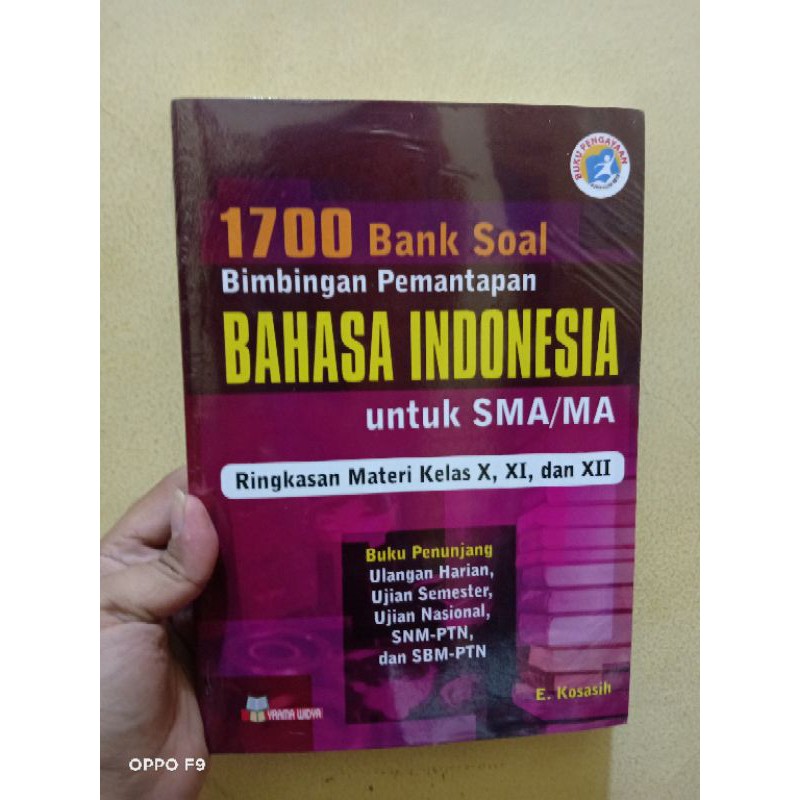 BUKU PENGAYAAN
1700 Bank Soal
Bimbingan Pemantapan
BAHASA INDONESIA
untuk SMA/MA
Ringkasan Materi Kelas X, XI, dan XII
Buku Penunjang
Ulangan Harian,
Ujian Semester,
Ujian Nasional,
SNM-PTN,
dan SBM-PTN
E. Kosasih
YRAMA WIDYA
OPPO F9